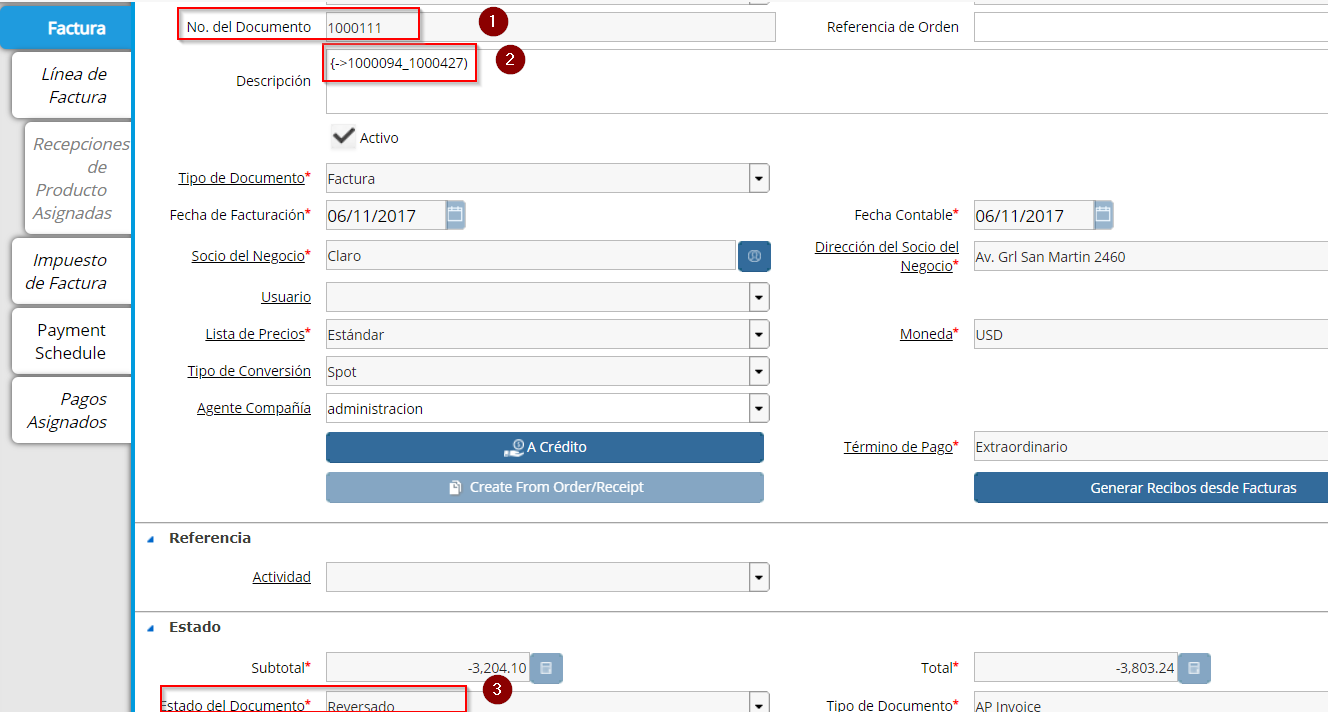 Factura
Línea de
Factura
Recepciones
de
Producto
Asignadas
Impuesto
de Factura
Payment
Schedule
Pagos
Asignados
No. del Documento 1000111 1 Referencia de Orden
Descripción {->1000094_1000427) 2
Activo
Tipo de Documento* Factura
Fecha de Facturación* 06/11/2017 Fecha Contable* 06/11/2017
Socio del Negocio* Claro Dirección del Socio del
Negocio* Av. Grl San Martin 2460
Usuario
Lista de Precios* Estándar Moneda* USD
Tipo de Conversión Spot
Agente Compañía administracion
A Crédito Término de Pago* Extraordinario
Create From Order/Receipt Generar Recibos desde Facturas
Referencia
Actividad
Estado
Subtotal* -3,204.10 Total* -3,803.24
Estado del Documento* Reversado 3 Tipo de Documento* AP Invoice